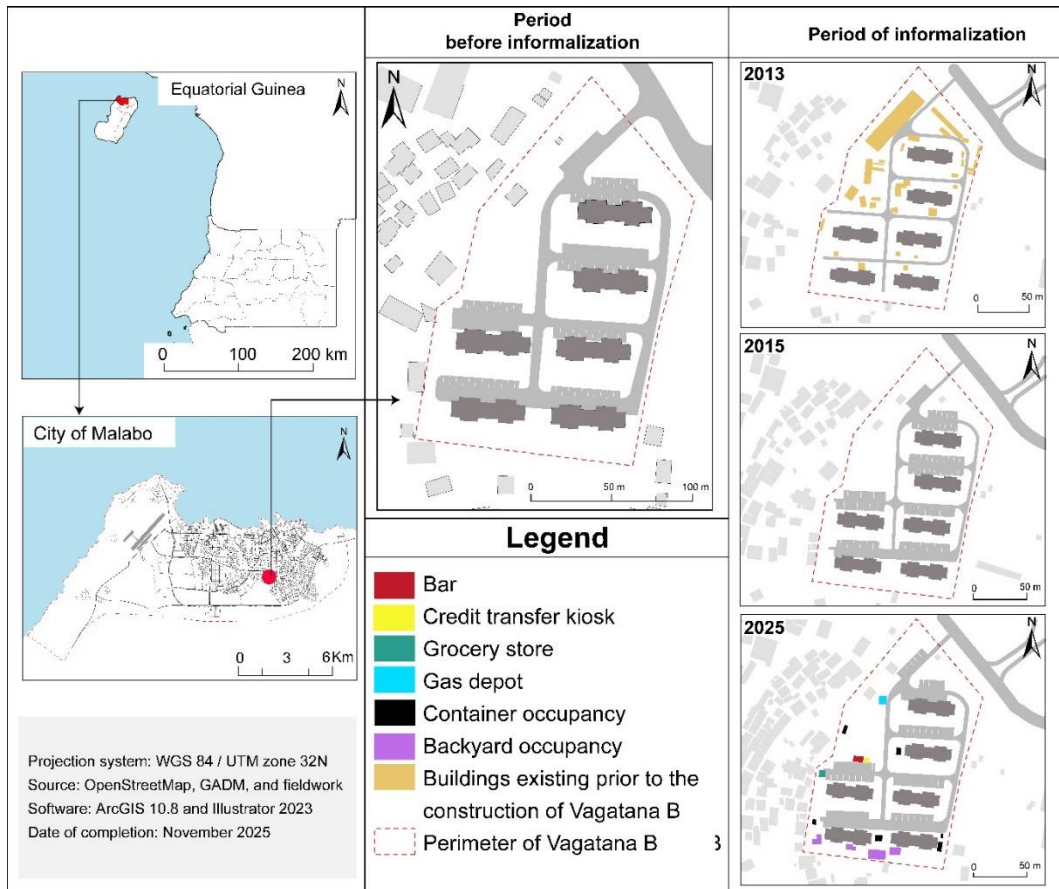 Period
before informalization
Period of informalization
Equatorial Guinea
N
0 100 200 km
City of Malabo
N
0 3 6 Km
Projection system: WGS 84 / UTM zone 32N
Source: OpenStreetMap, GADM, and fieldwork
Software: ArcGIS 10.8 and Illustrator 2023
Date of completion: November 2025
N
0 50 m 100 m
Legend
Bar
Credit transfer kiosk
Grocery store
Gas depot
Container occupancy
Backyard occupancy
Buildings existing prior to the
construction of Vagatana B
Perimeter of Vagatana B
3
2013
N
0 50 m
2015
N
0 50 m
2025
N
0 50 m